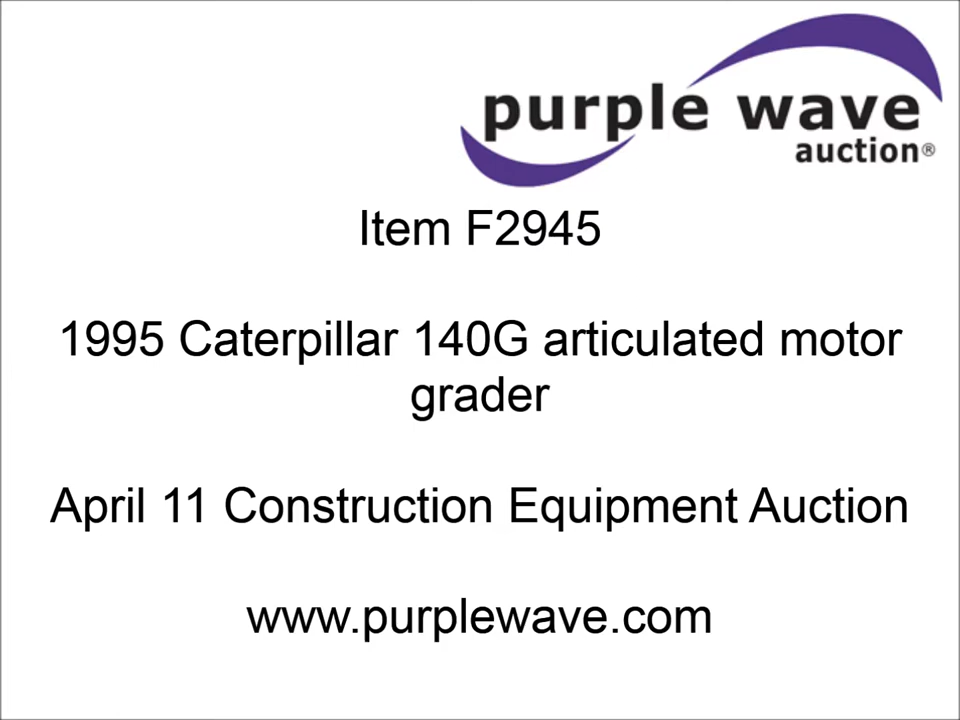 purple wave
auction®
Item F2945
1995 Caterpillar 140G articulated motor
grader
April 11 Construction Equipment Auction
www.purplewave.com